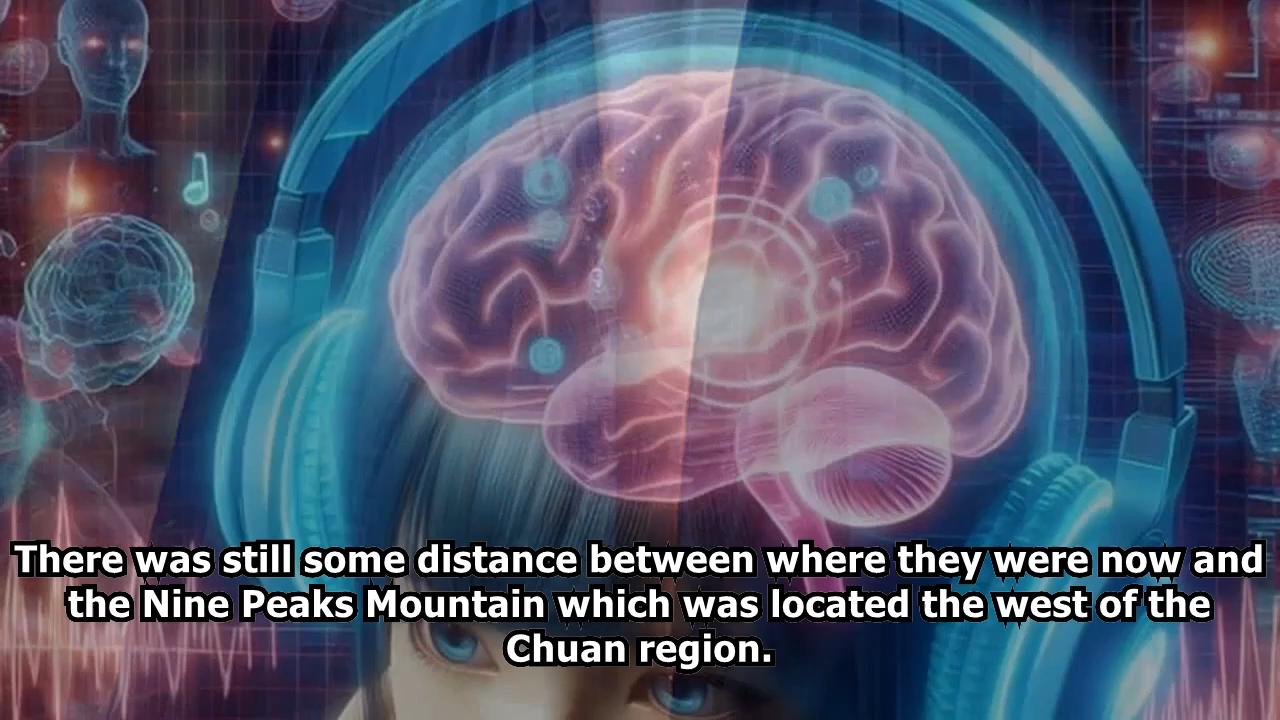 There was still some distance between where they were now and
the Nine Peaks Mountain which was located the west of the
Chuan region.